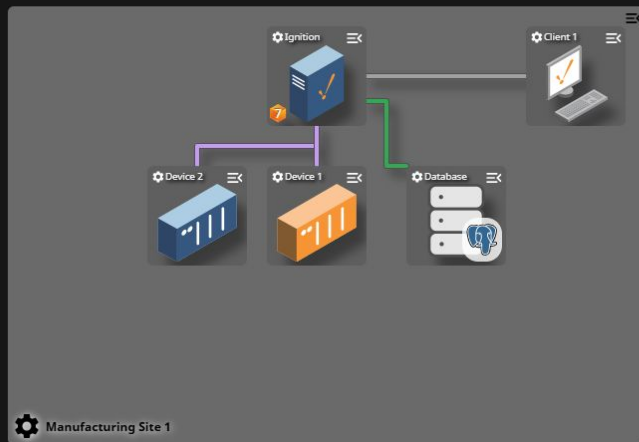 Ignition
Client 1
7
Device 2
Device 1
Database
Manufacturing Site 1